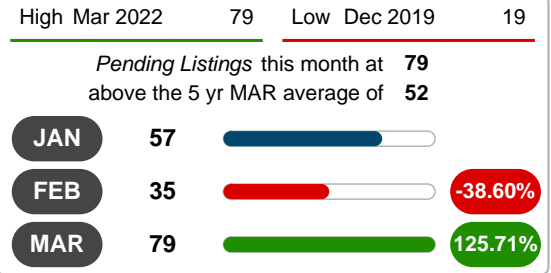 High Mar 2022 79 Low Dec 2019 19
Pending Listings this month at 79
above the 5 yr MAR average of 52
JAN 57
FEB 35 -38.60%
MAR 79 125.71%